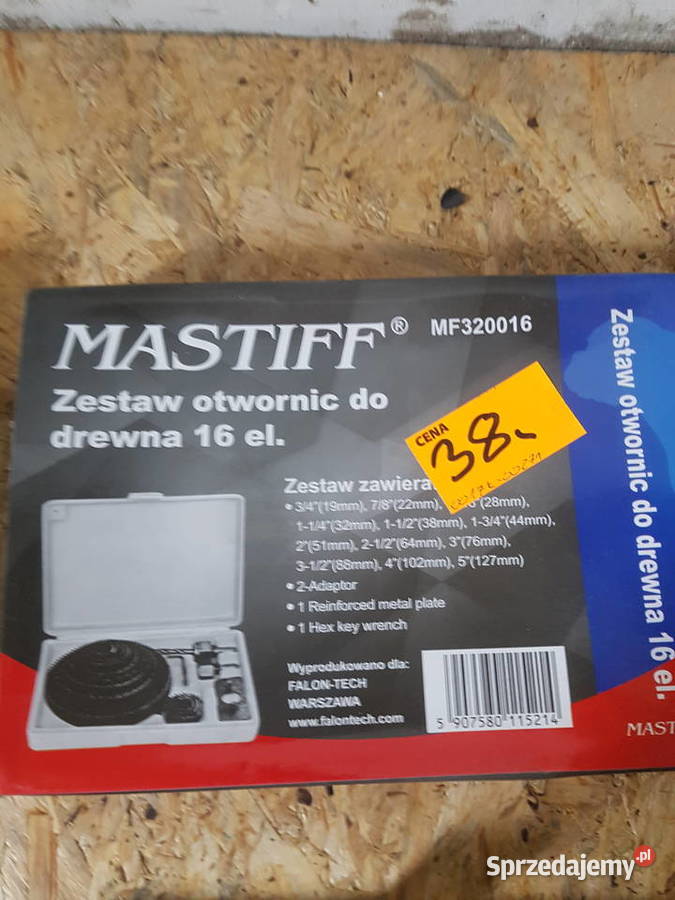 MASTIFF® MF320016
Zestaw otwornic do
drewna 16 el.
CENA
38,-
Zestaw zawiera
• 3/4"(19mm), 7/8"(22mm), (28mm),
1-1/4"(32mm), 1-1/2"(38mm), 1-3/4"(44mm),
2"(51mm), 2-1/2"(64mm), 3"(76mm),
3-1/2"(88mm), 4"(102mm), 5"(127mm)
• 2-Adaptor
• 1 Reinforced metal plate
• 1 Hex key wrench
Wyprodukowano dla:
FALON-TECH
WARSZAWA
www.falontech.com
5 907580 115214
Zestaw otwornic do drewna 16 el.
MAST
Sprzedajemy.pl